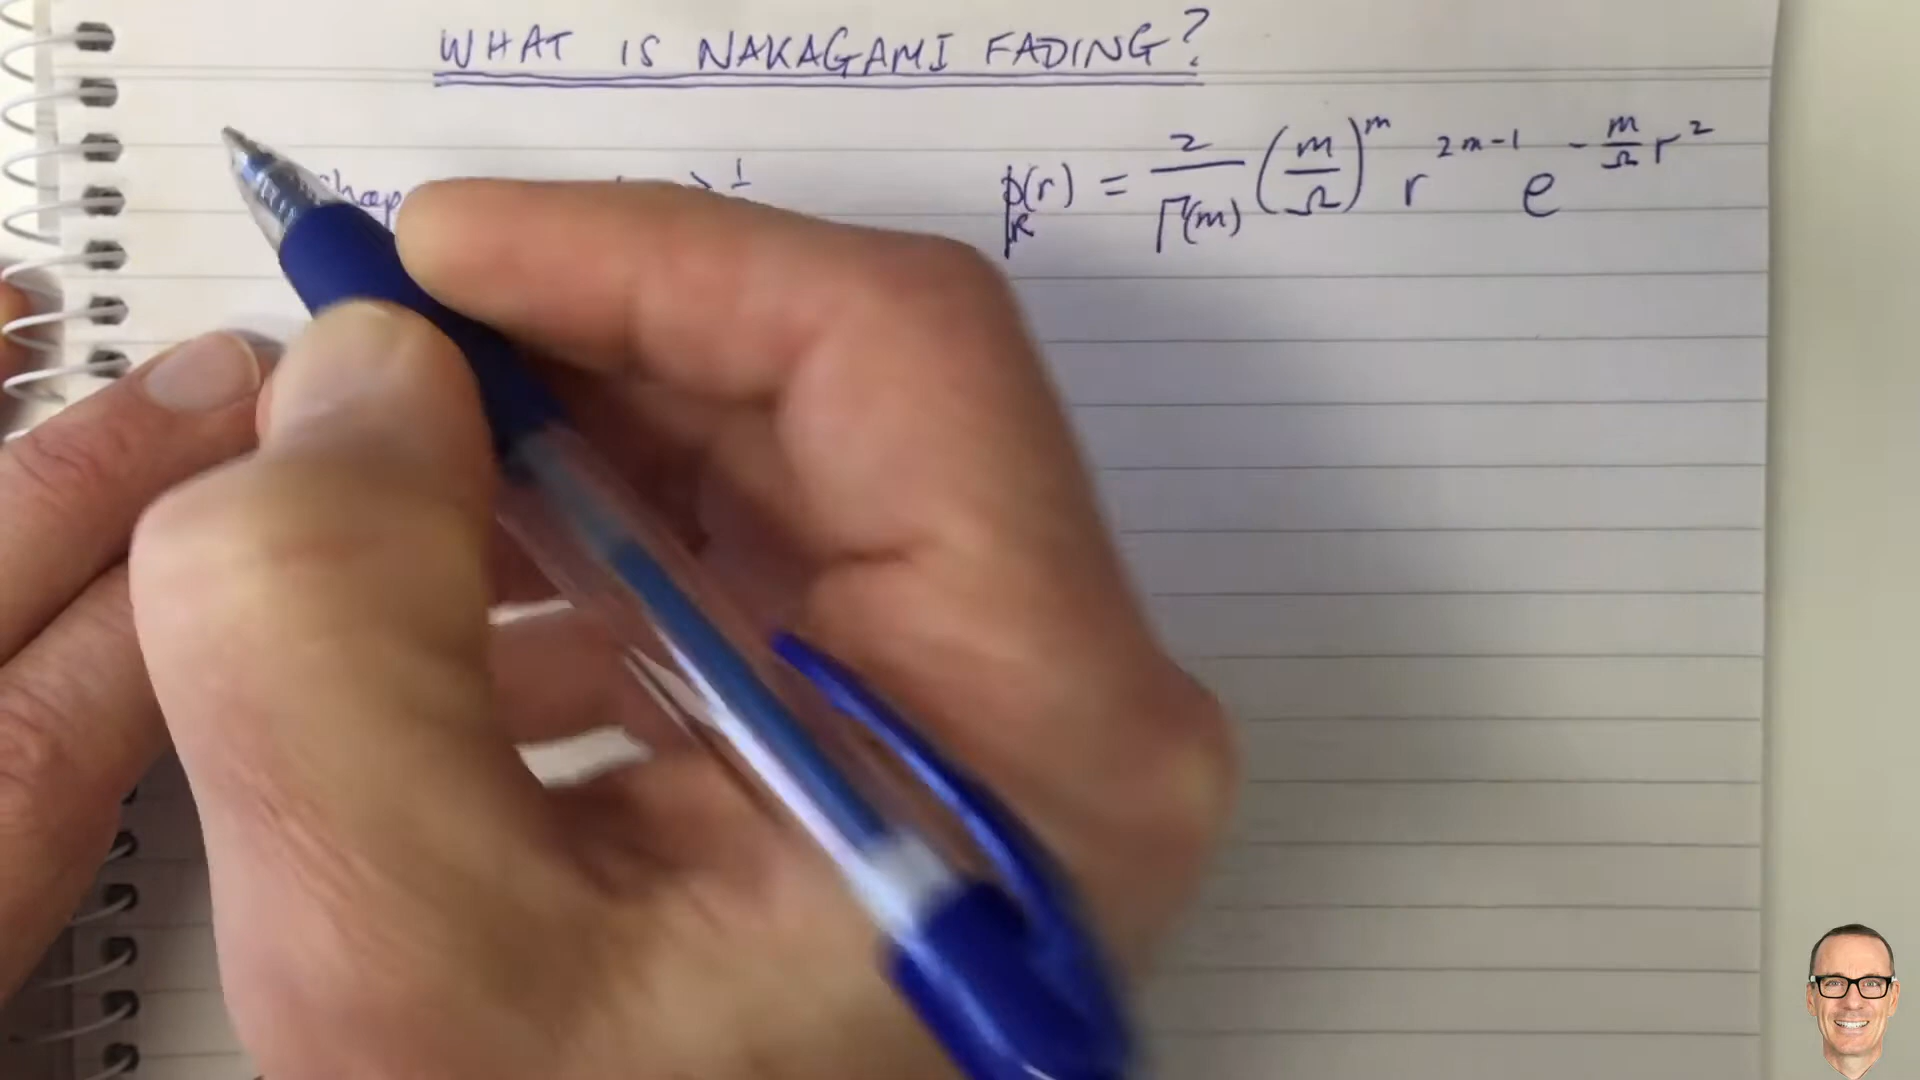 WHAT IS NAKAGAMI FADING?
p_R(r) = 2/Γ(m) (m/Ω)^m r^{2m-1} e^{-m/Ω r^2}